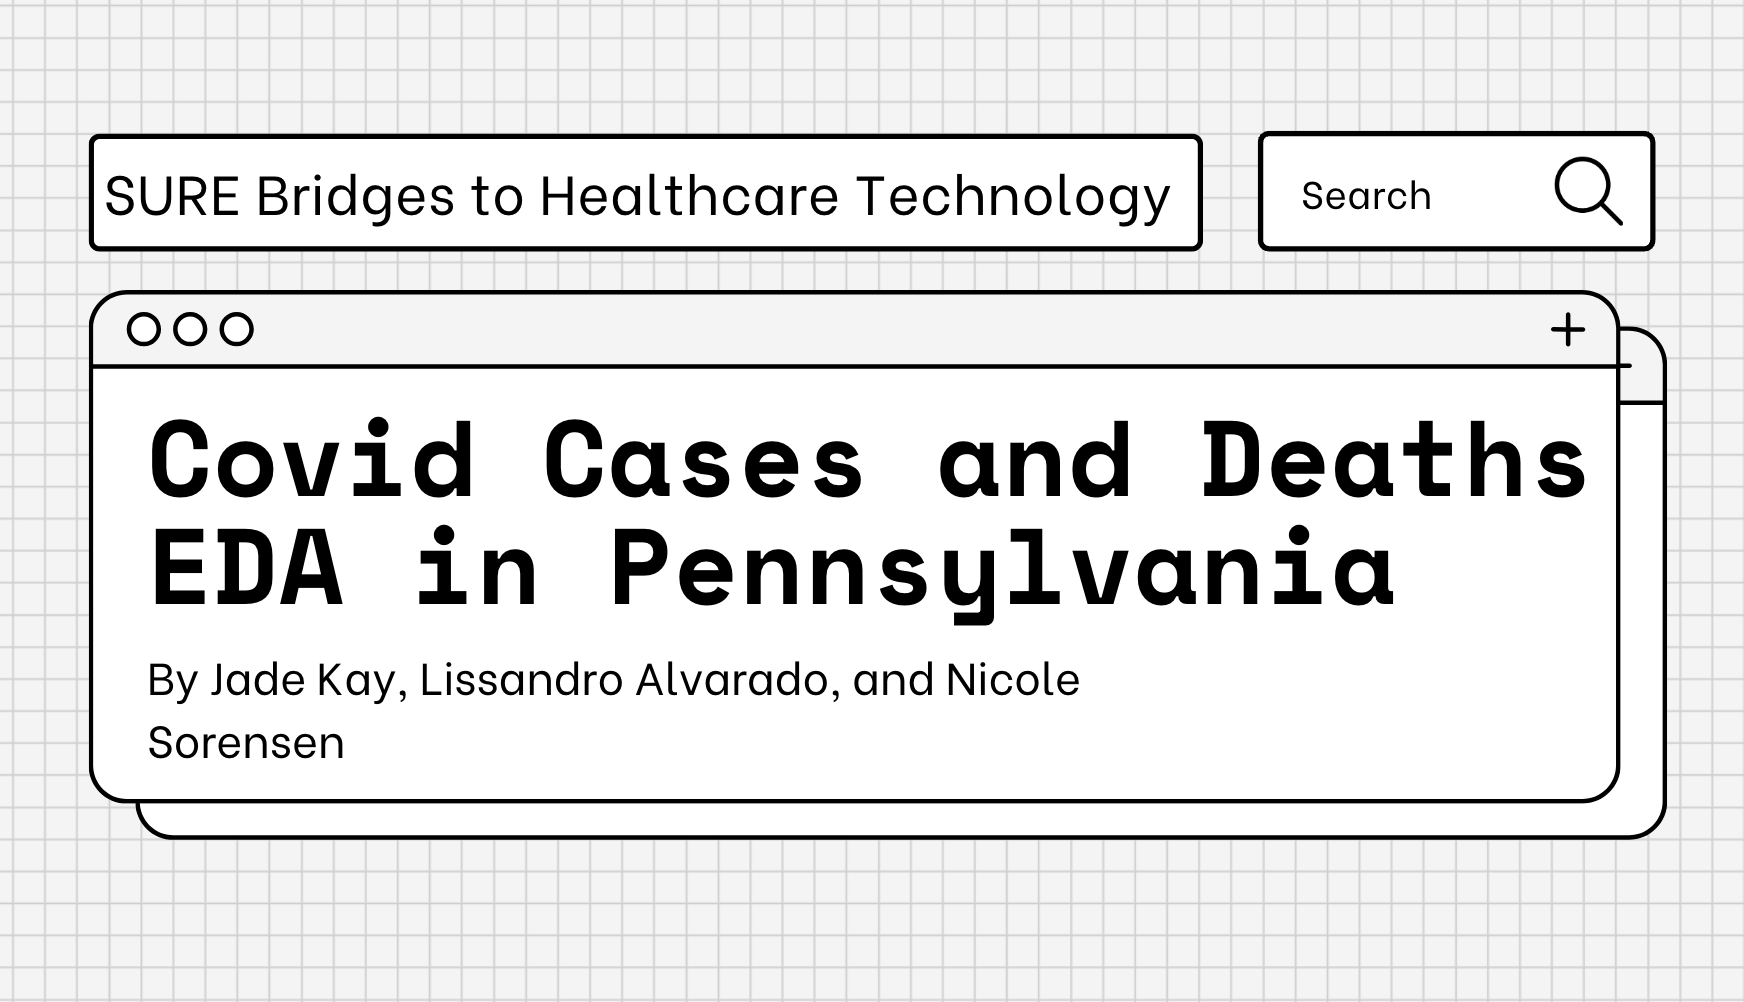 SURE Bridges to Healthcare Technology
Search
Covid Cases and Deaths
EDA in Pennsylvania
By Jade Kay, Lissandro Alvarado, and Nicole
Sorensen